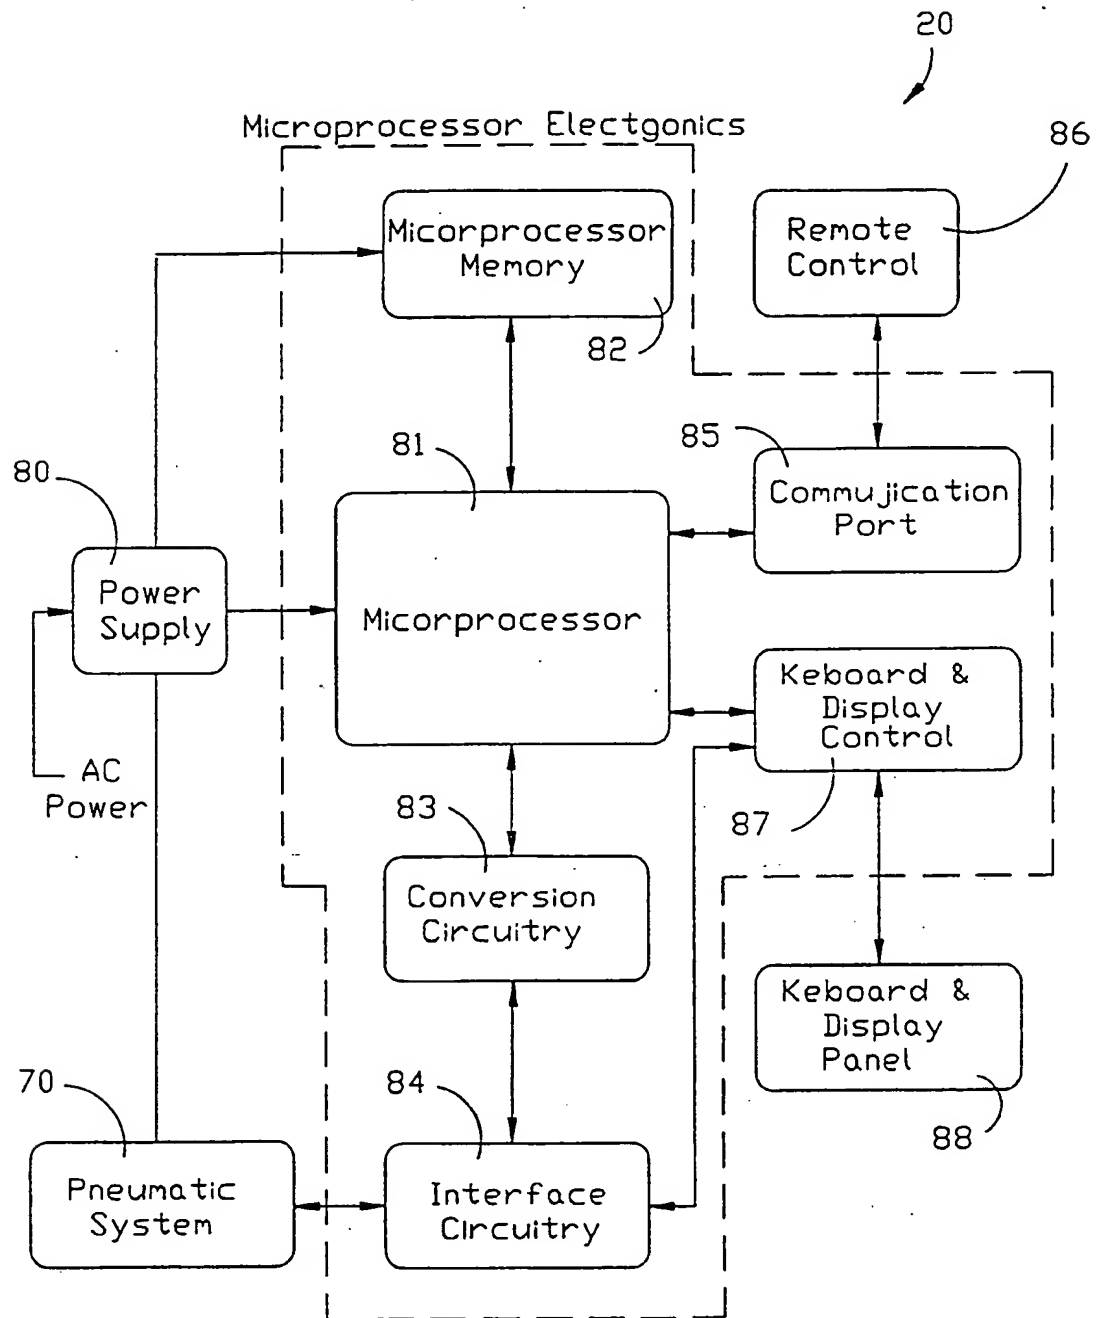 20
Microprocessor Electgonics
86
Micorprocessor
Memory
82
Remote
Control
81
85
Commujication
Port
80
Power
Supply
Micorprocessor
Keboard &
Display
Control
AC
Power
83
87
Conversion
Circuitry
Keboard &
Display
Panel
70
84
88
Pneumatic
System
Interface
CIrcuitry